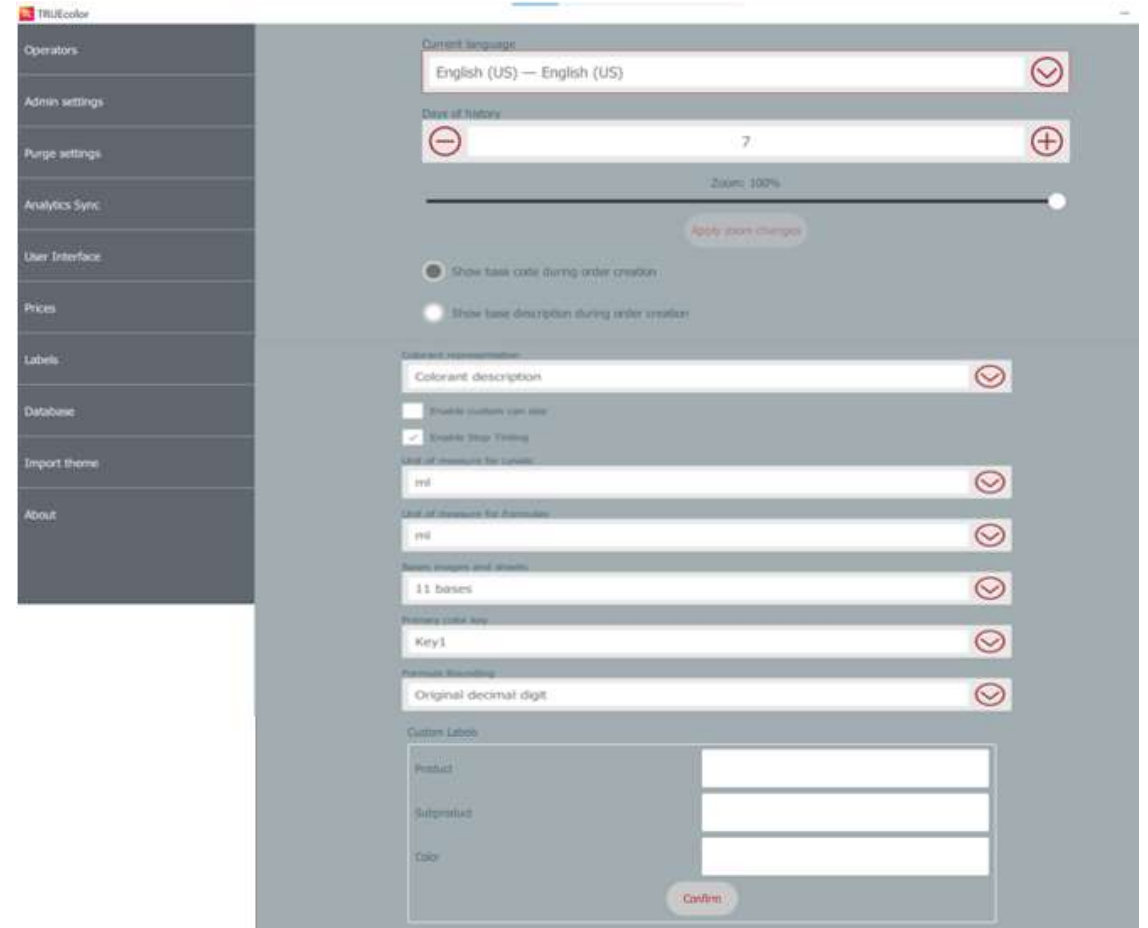 TRUEcolor
Operators
Admin settings
Purge settings
Analytics Sync
User Interface
Prices
Labels
Database
Import theme
About
Current language
English (US) — English (US)
Days of history
7
Zoom: 100%
Apply zoom changes
Show base code during order creation
Show base description during order creation
Colorant representation
Colorant description
Enable custom can size
Enable Stop Tinting
Unit of measure for Levels
ml
Unit of measure for Formulas
ml
Bases images and sheets
11 bases
Primary color key
Key1
Formula Rounding
Original decimal digit
Custom Labels
Product
Subproduct
Color
Confirm